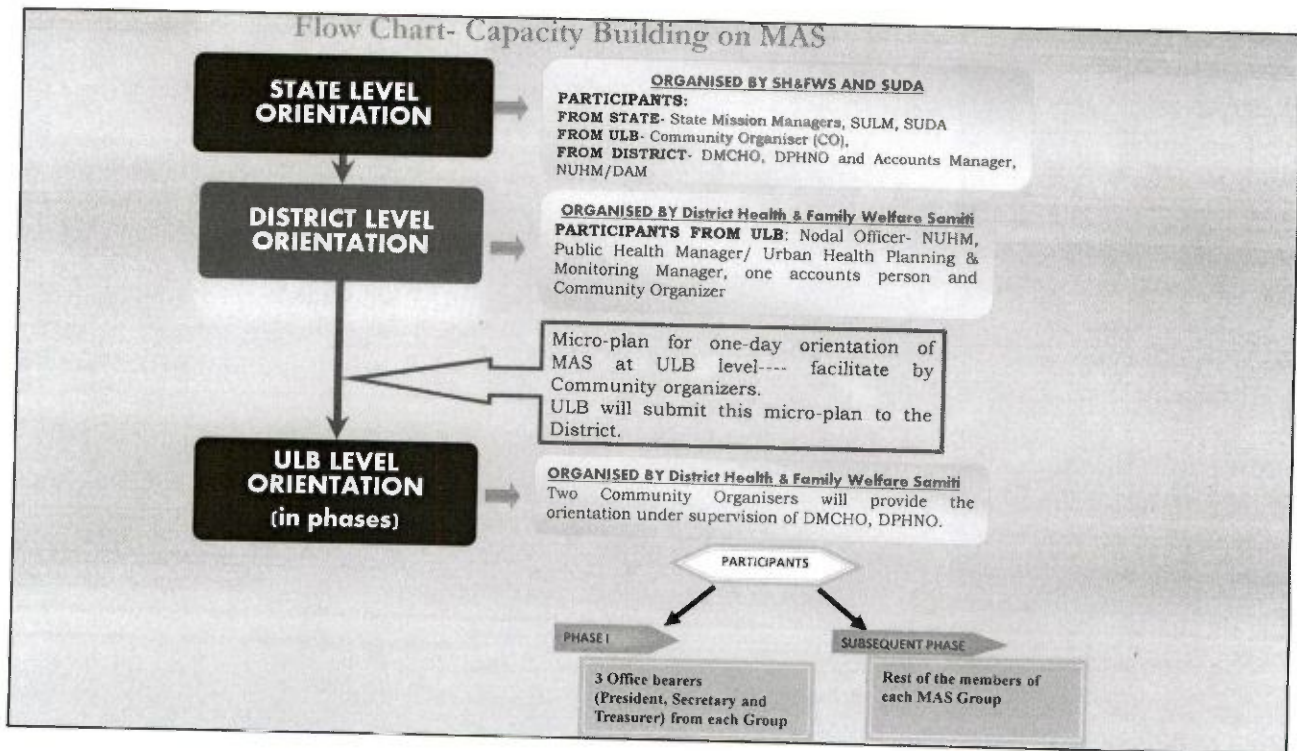 Flow Chart- Capacity Building on MAS
STATE LEVEL
ORIENTATION
ORGANISED BY SH&FWS AND SUDA
PARTICIPANTS:
FROM STATE- State Mission Managers, SULM, SUDA
FROM ULB- Community Organiser (CO),
FROM DISTRICT- DMCHO, DPHNO and Accounts Manager,
NUHM/DAM
DISTRICT LEVEL
ORIENTATION
ORGANISED BY District Health & Family Welfare Samiti
PARTICIPANTS FROM ULB: Nodal Officer- NUHM,
Public Health Manager/ Urban Health Planning &
Monitoring Manager, one accounts person and
Community Organizer
Micro-plan for one-day orientation of
MAS at ULB level---- facilitate by
Community organizers.
ULB will submit this micro-plan to the
District.
ULB LEVEL
ORIENTATION
(in phases)
ORGANISED BY District Health & Family Welfare Samiti
Two Community Organisers will provide the
orientation under supervision of DMCHO, DPHNO.
PARTICIPANTS
PHASE I
3 Office bearers
(President, Secretary and
Treasurer) from each Group
SUBSEQUENT PHASE
Rest of the members of
each MAS Group